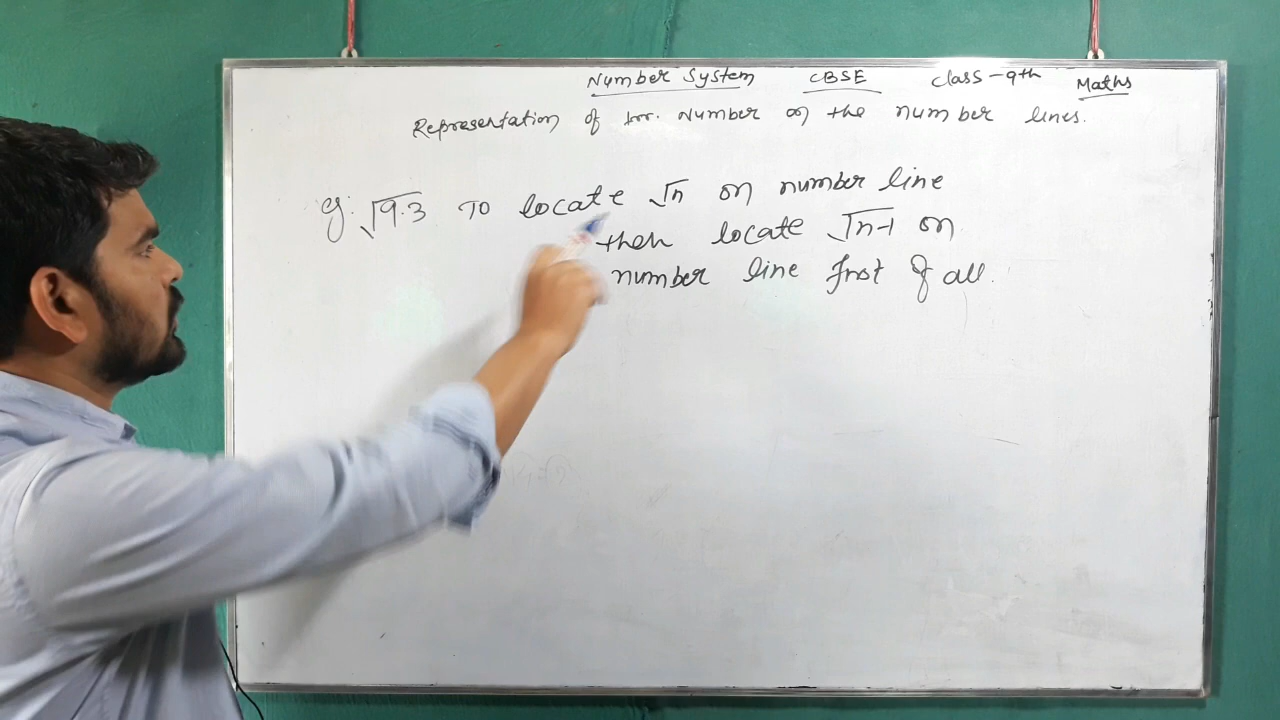 Number System CBSE Class-9th Maths
Representation of Irr. Number on the number lines.
eg: √9.3 To locate √n on number line
then locate √n-1 on
number line first of all.